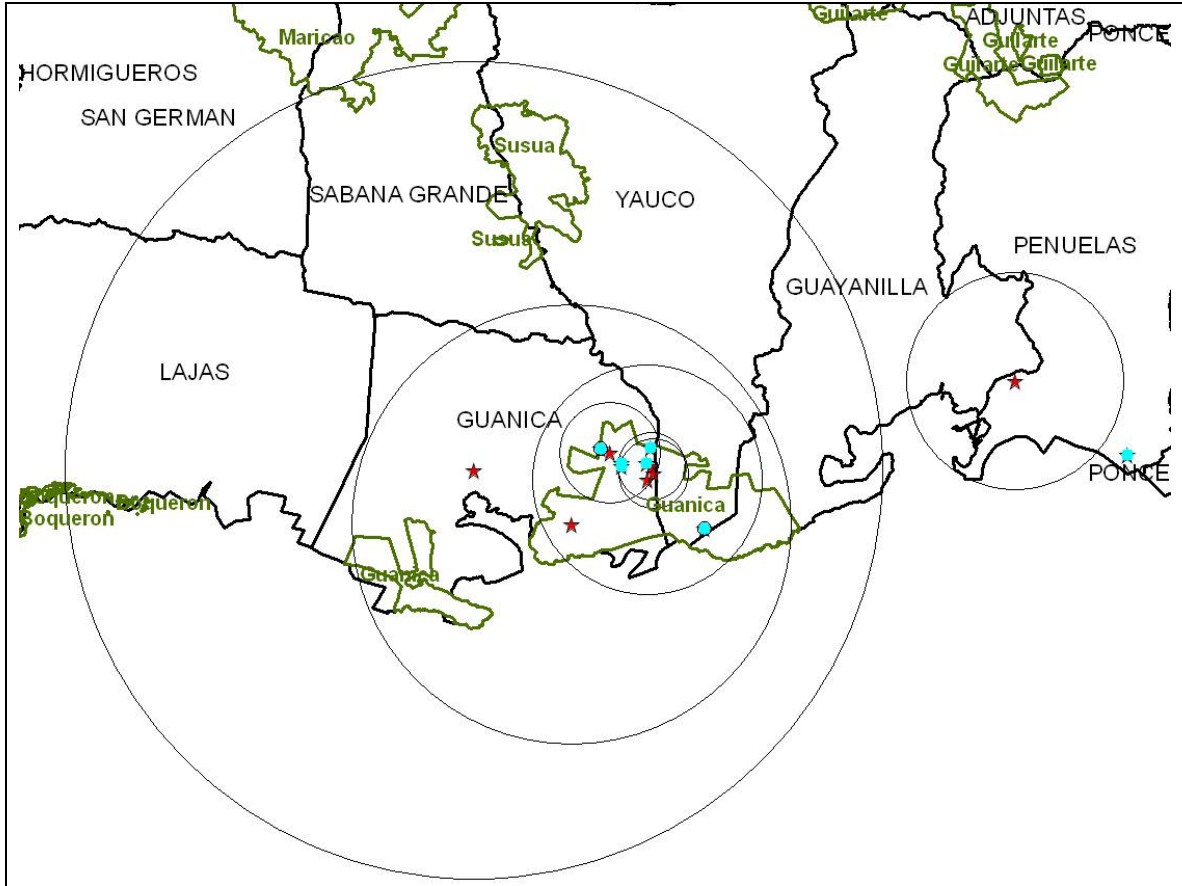 Guilarte
ADJUNTAS
Maricao
Guilarte
PONCE
Guilarte
Guilarte
HORMIGUEROS
SAN GERMAN
Susua
SABANA GRANDE
YAUCO
Susua
PENUELAS
GUAYANILLA
LAJAS
GUANICA
PONCE
Boqueron
Boqueron
Guanica
Boqueron
Guanica